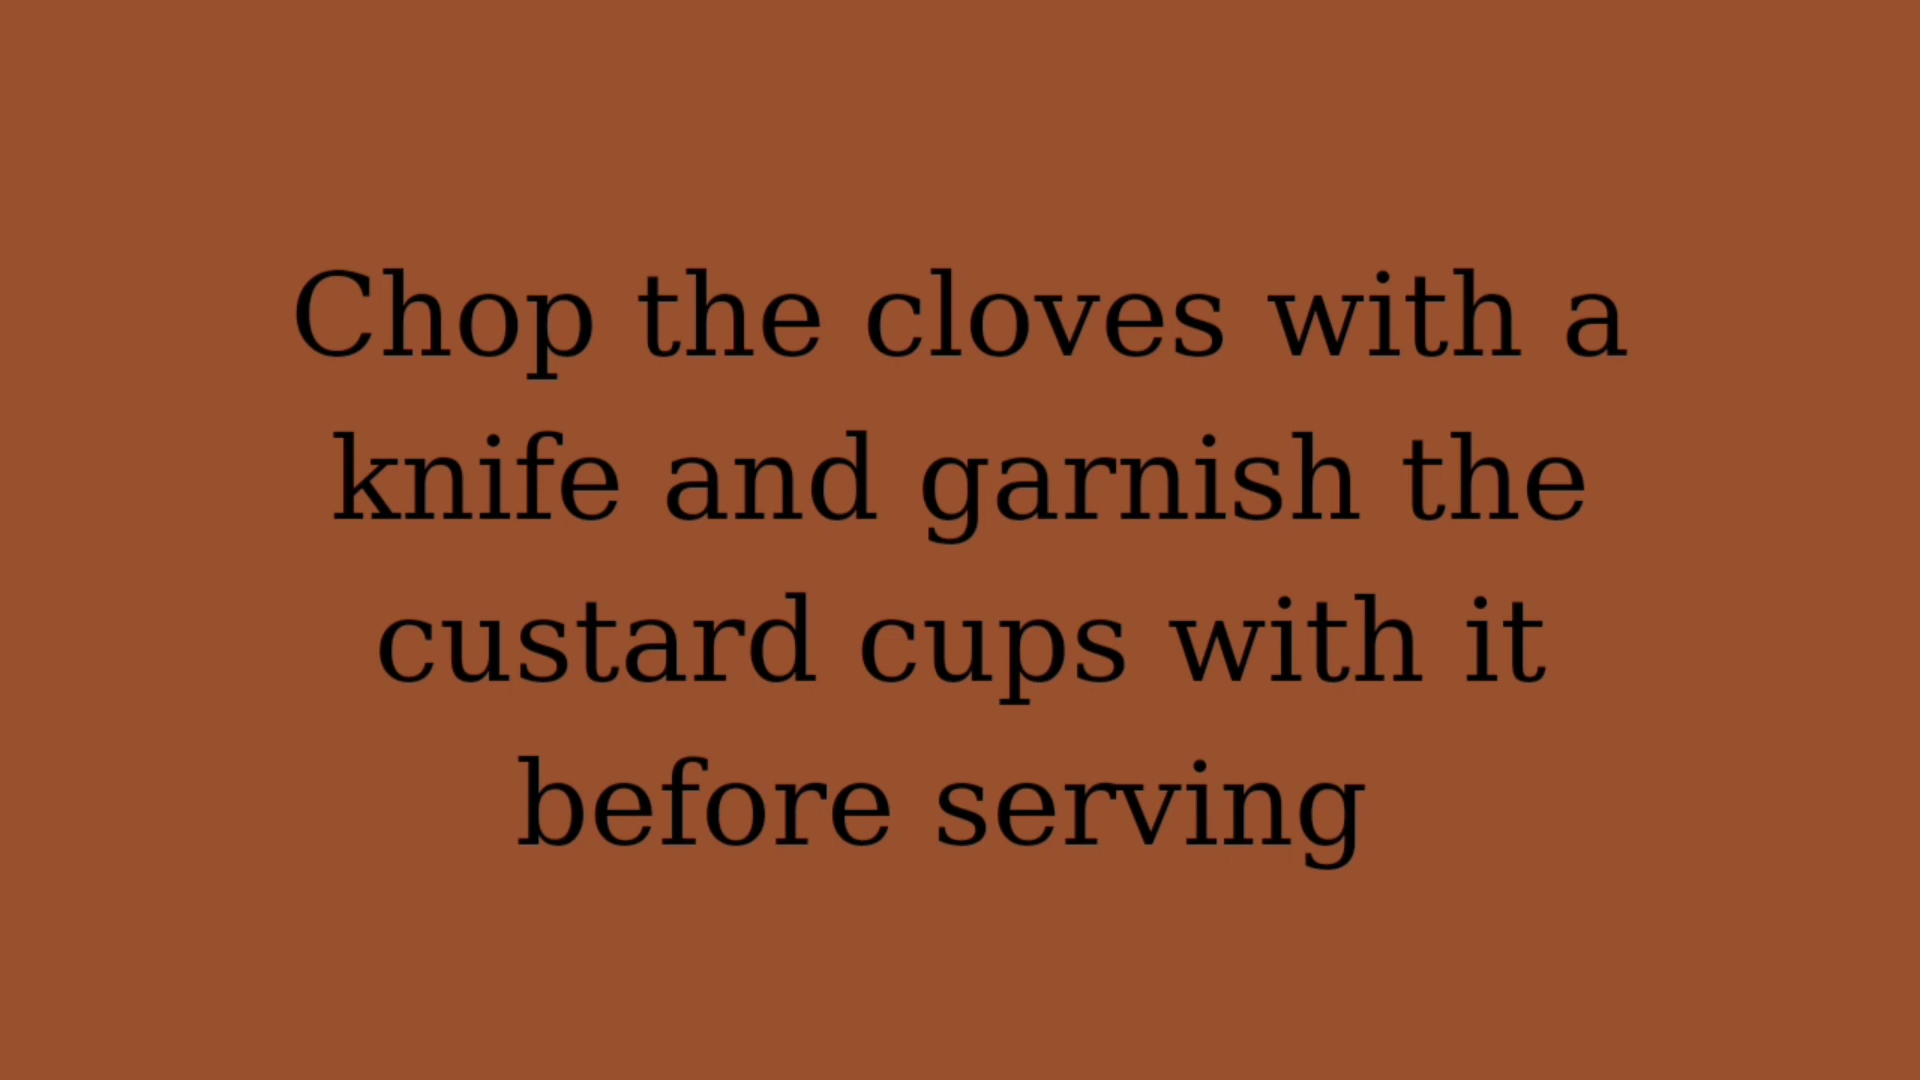 Chop the cloves with a
knife and garnish the
custard cups with it
before serving